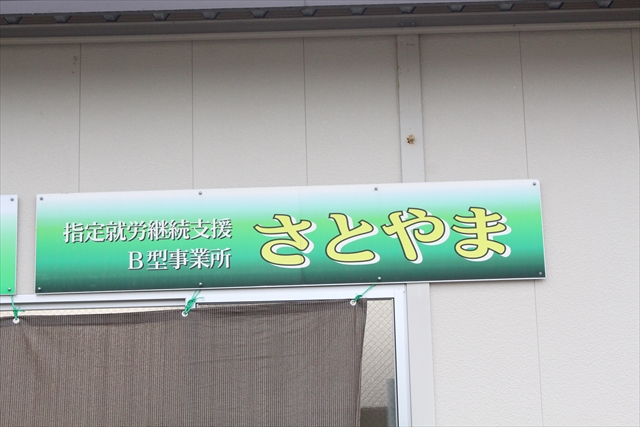 指定就労継続支援
B型事業所
さとやま